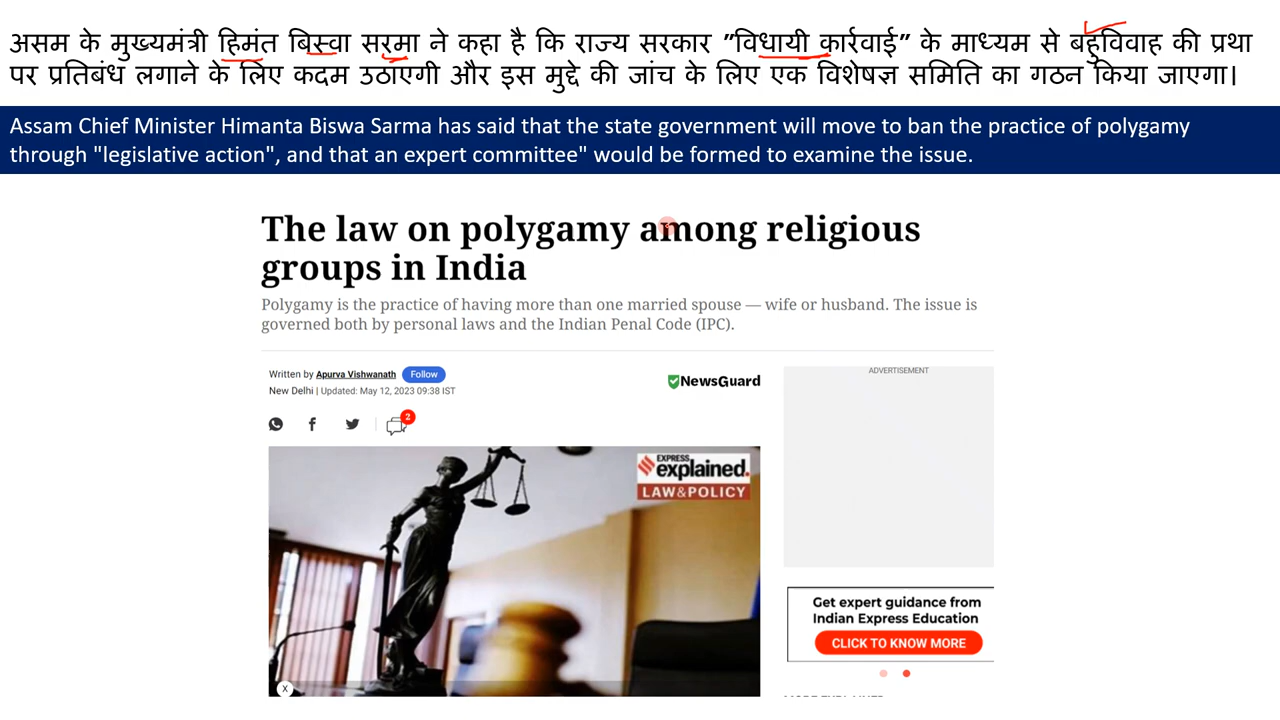 असम के मुख्यमंत्री हिमंत बिस्वा सरमा ने कहा है कि राज्य सरकार "विधायी कार्रवाई" के माध्यम से बहुविवाह की प्रथा
पर प्रतिबंध लगाने के लिए कदम उठाएगी और इस मुद्दे की जांच के लिए एक विशेषज्ञ समिति का गठन किया जाएगा।
Assam Chief Minister Himanta Biswa Sarma has said that the state government will move to ban the practice of polygamy
through "legislative action", and that an expert committee" would be formed to examine the issue.
The law on polygamy among religious
groups in India
Polygamy is the practice of having more than one married spouse — wife or husband. The issue is
governed both by personal laws and the Indian Penal Code (IPC).
Written by Apurva Vishwanath Follow
New Delhi | Updated: May 12, 2023 09:38 IST
NewsGuard
ADVERTISEMENT
2
EXPRESS
explained.
LAW&POLICY
Get expert guidance from
Indian Express Education
CLICK TO KNOW MORE
X